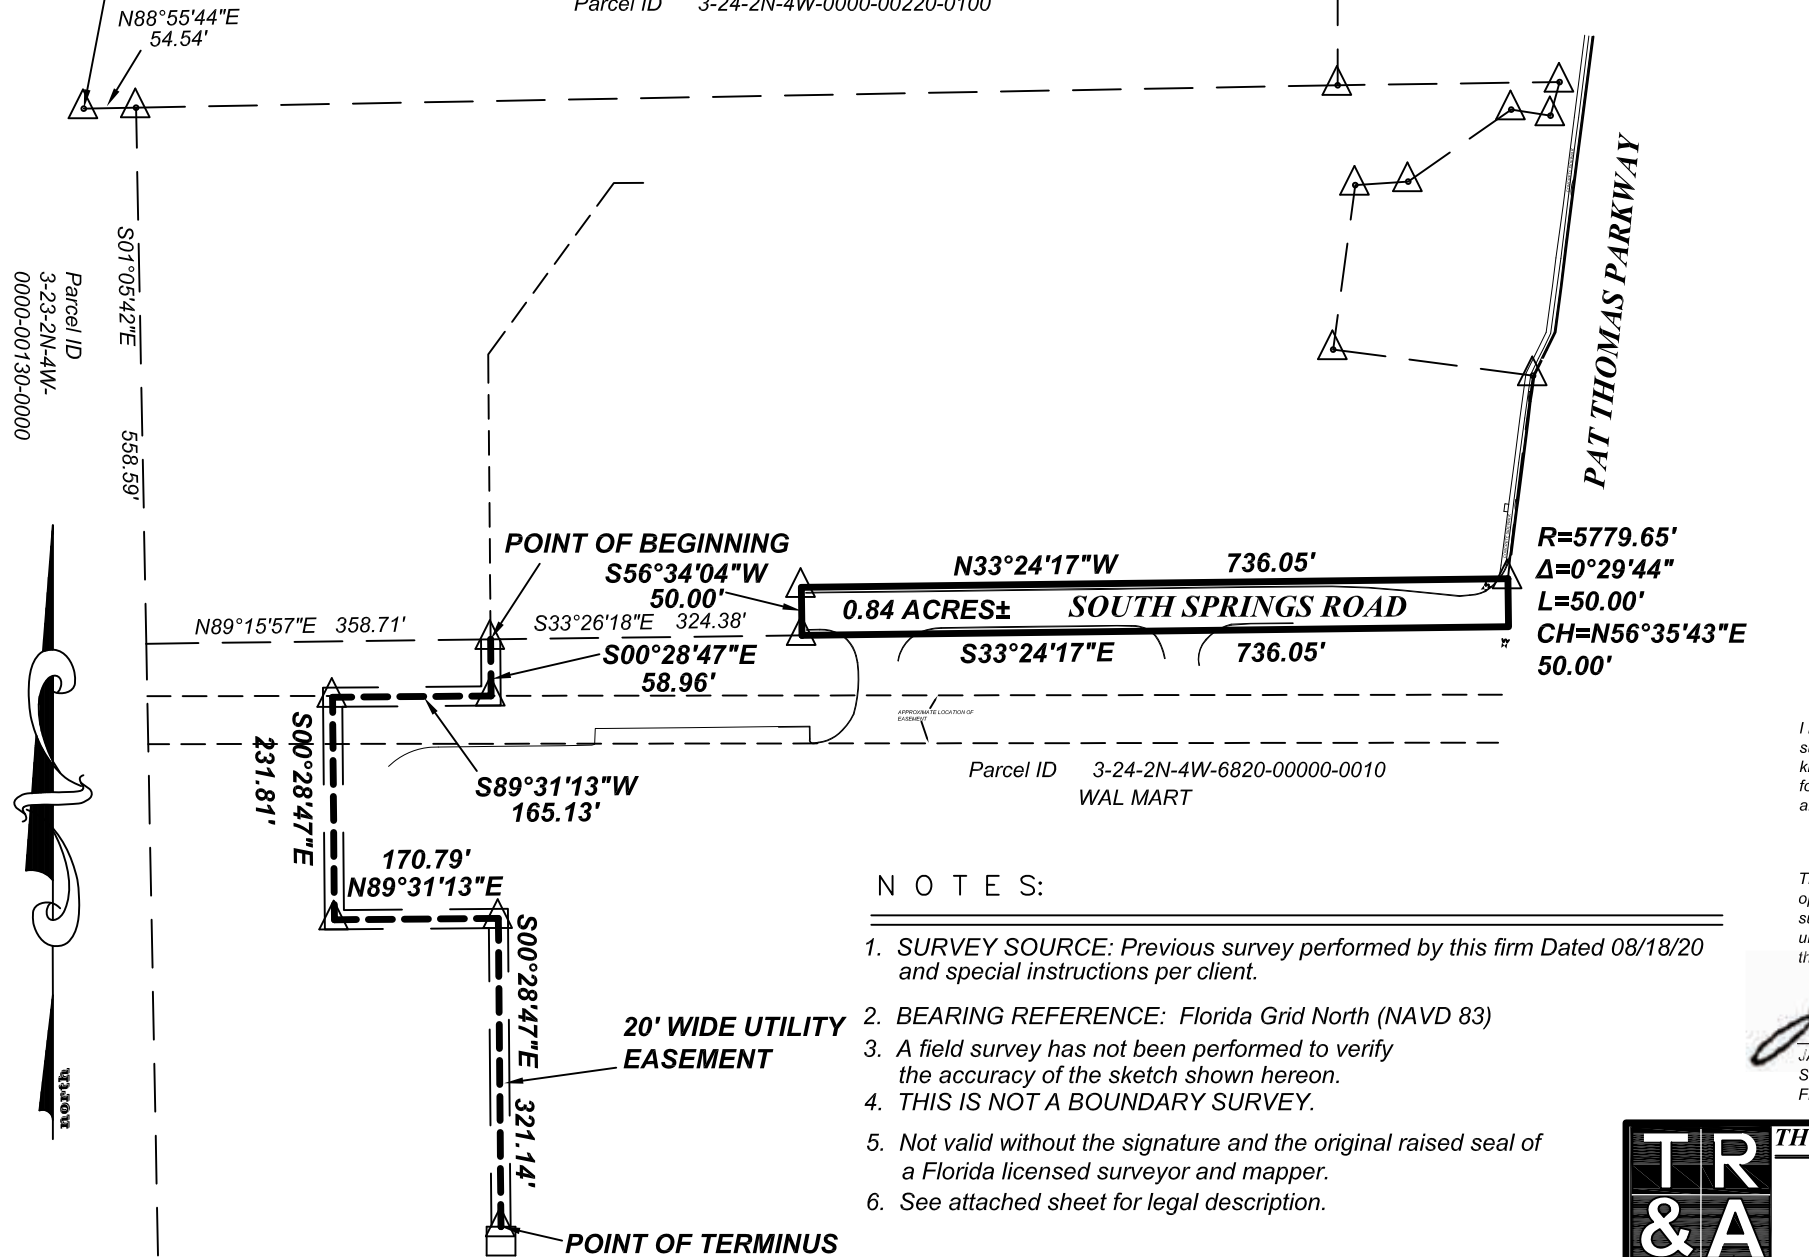 Parcel ID 3-24-2N-4W-0000-00220-0100
N88°55'44"E
54.54'
PAT THOMAS PARKWAY
S01°05'42"E 558.59'
Parcel ID
3-23-2N-4W-
0000-00130-0000
POINT OF BEGINNING
S56°34'04"W
50.00'
N33°24'17"W 736.05'
R=5779.65'
Δ=0°29'44"
L=50.00'
CH=N56°35'43"E
50.00'
0.84 ACRES± SOUTH SPRINGS ROAD
N89°15'57"E 358.71'
S33°26'18"E 324.38'
S33°24'17"E 736.05'
S00°28'47"E
58.96'
APPROXIMATE LOCATION OF
EASEMENT
S00°28'47"E
231.81'
S89°31'13"W
165.13'
Parcel ID 3-24-2N-4W-6820-00000-0010
WAL MART
170.79'
N89°31'13"E
S00°28'47"E 321.14'
20' WIDE UTILITY
EASEMENT
POINT OF TERMINUS
north
NOTES:
1. SURVEY SOURCE: Previous survey performed by this firm Dated 08/18/20
and special instructions per client.
2. BEARING REFERENCE: Florida Grid North (NAVD 83)
3. A field survey has not been performed to verify
the accuracy of the sketch shown hereon.
4. THIS IS NOT A BOUNDARY SURVEY.
5. Not valid without the signature and the original raised seal of
a Florida licensed surveyor and mapper.
6. See attached sheet for legal description.
TR
&A
TH